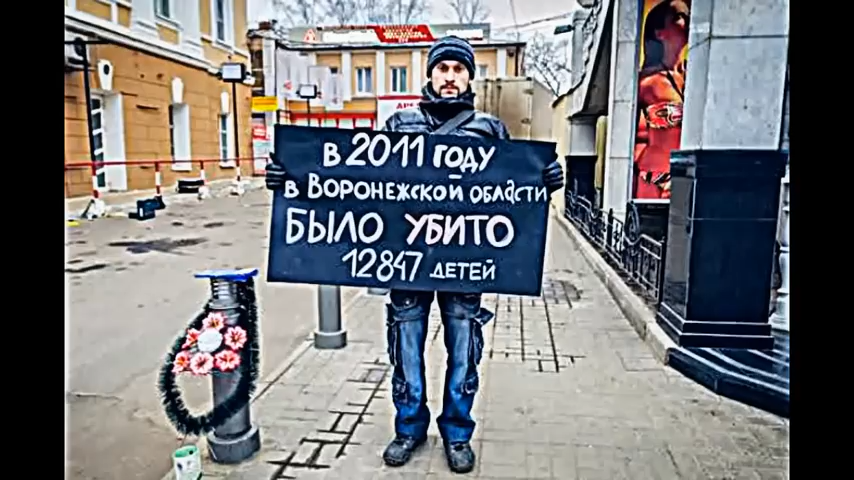 в 2011 году
в Воронежской области
БЫЛО УБИТО
12847 детей